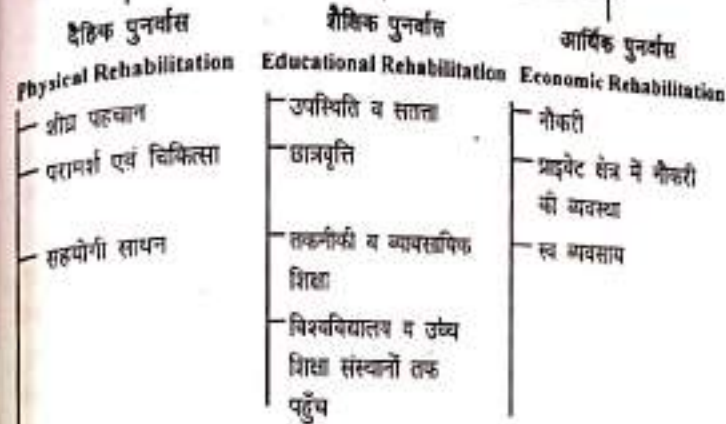 दैहिक पुनर्वास
Physical Rehabilitation
शीघ्र पहचान
परामर्श एवं चिकित्सा
सहयोगी साधन
शैक्षिक पुनर्वास
Educational Rehabilitation
उपस्थिति व सतता
छात्रवृत्ति
तकनीकी व व्यावसायिक
शिक्षा
विश्वविद्यालय व उच्च
शिक्षा संस्थानों तक
पहुँच
आर्थिक पुनर्वास
Economic Rehabilitation
नौकरी
प्राइवेट क्षेत्र में नौकरी
की व्यवस्था
स्व व्यवसाय